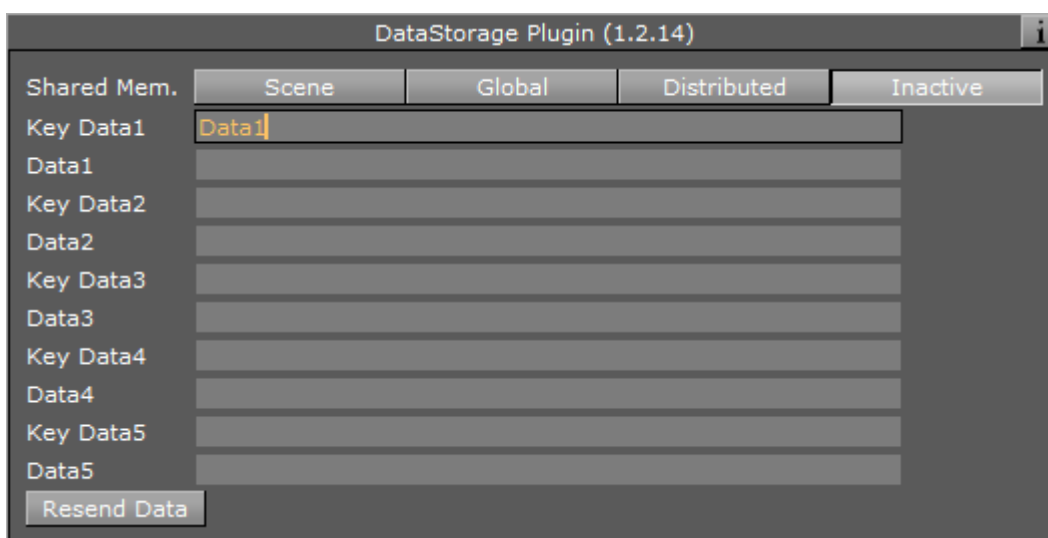 DataStorage Plugin (1.2.14) i
Shared Mem. Scene Global Distributed Inactive
Key Data1 Data1
Data1
Key Data2
Data2
Key Data3
Data3
Key Data4
Data4
Key Data5
Data5
Resend Data